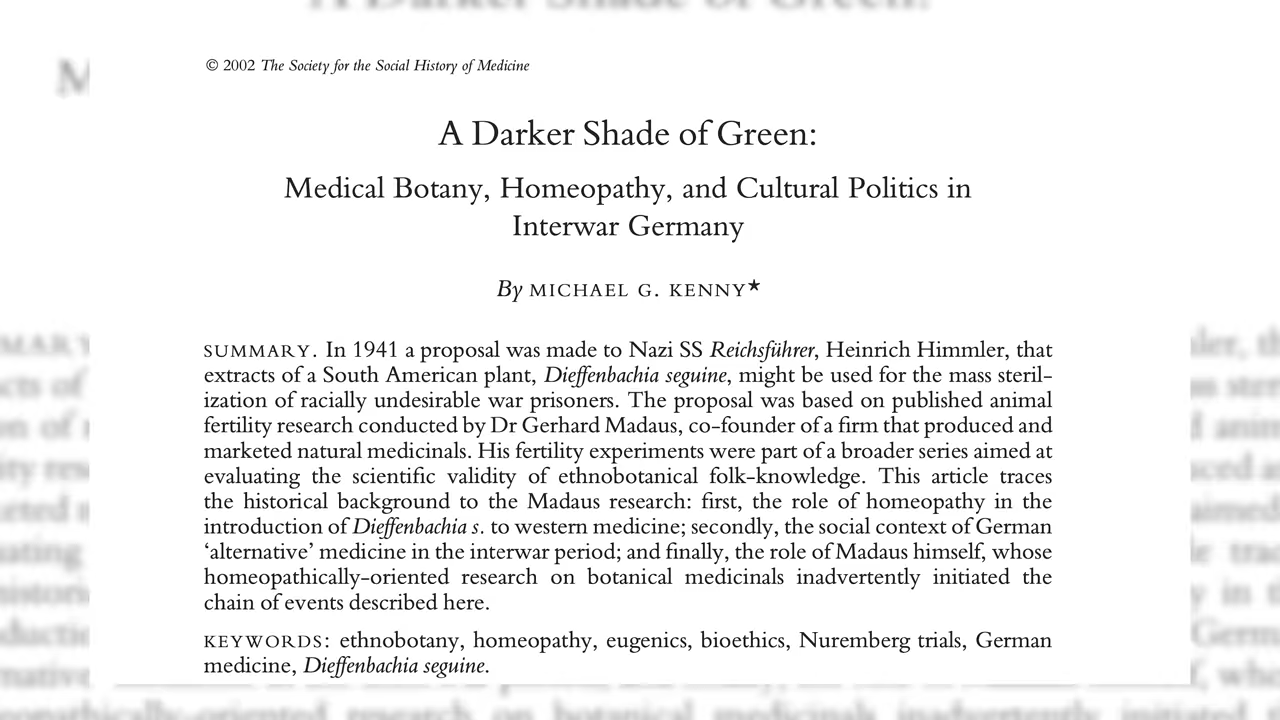 © 2002 The Society for the Social History of Medicine
A Darker Shade of Green:
Medical Botany, Homeopathy, and Cultural Politics in
Interwar Germany
By MICHAEL G. KENNY★
SUMMARY. In 1941 a proposal was made to Nazi SS Reichsführer, Heinrich Himmler, that
extracts of a South American plant, Dieffenbachia seguine, might be used for the mass steril-
ization of racially undesirable war prisoners. The proposal was based on published animal
fertility research conducted by Dr Gerhard Madaus, co-founder of a firm that produced and
marketed natural medicinals. His fertility experiments were part of a broader series aimed at
evaluating the scientific validity of ethnobotanical folk-knowledge. This article traces
the historical background to the Madaus research: first, the role of homeopathy in the
introduction of Dieffenbachia s. to western medicine; secondly, the social context of German
‘alternative’ medicine in the interwar period; and finally, the role of Madaus himself, whose
homeopathically-oriented research on botanical medicinals inadvertently initiated the
chain of events described here.
KEYWORDS: ethnobotany, homeopathy, eugenics, bioethics, Nuremberg trials, German
medicine, Dieffenbachia seguine.